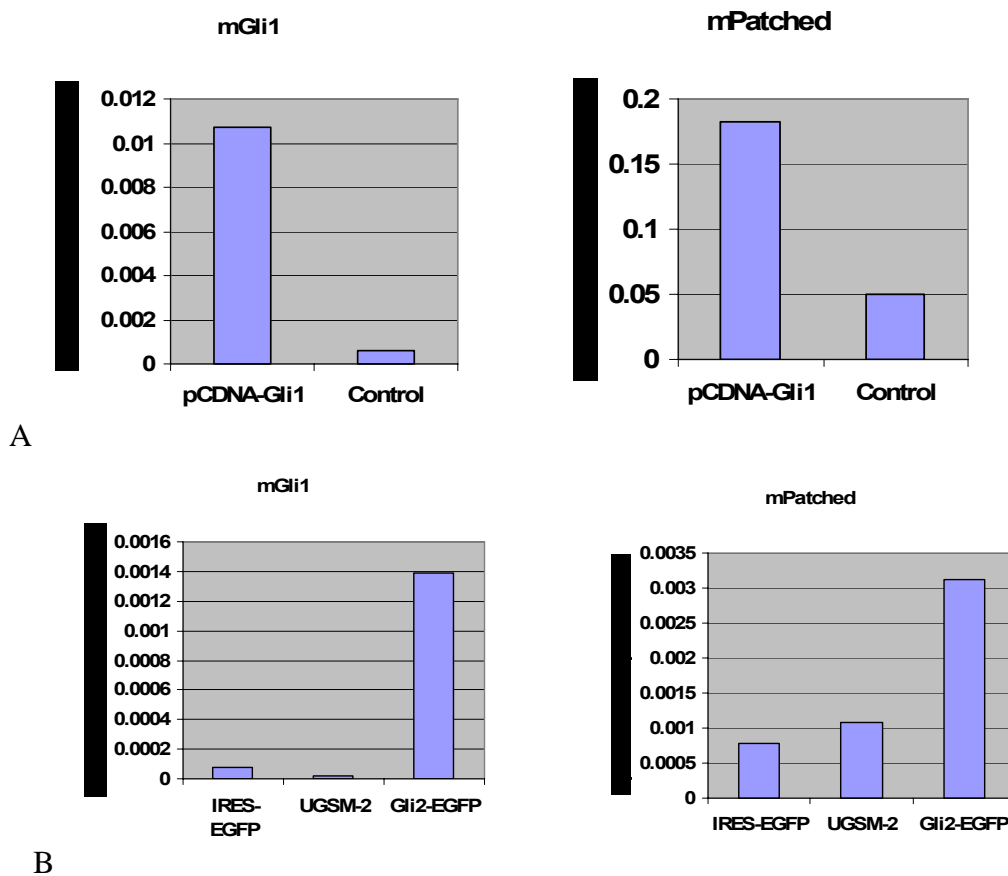 mGli1
0.012
0.01
0.008
0.006
0.004
0.002
0
pCDNA-Gli1 Control
mPatched
0.2
0.15
0.1
0.05
0
pCDNA-Gli1 Control
A
mGli1
0.0016
0.0014
0.0012
0.001
0.0008
0.0006
0.0004
0.0002
0
IRES-EGFP UGSM-2 Gli2-EGFP
mPatched
0.0035
0.003
0.0025
0.002
0.0015
0.001
0.0005
0
IRES-EGFP UGSM-2 Gli2-EGFP
B